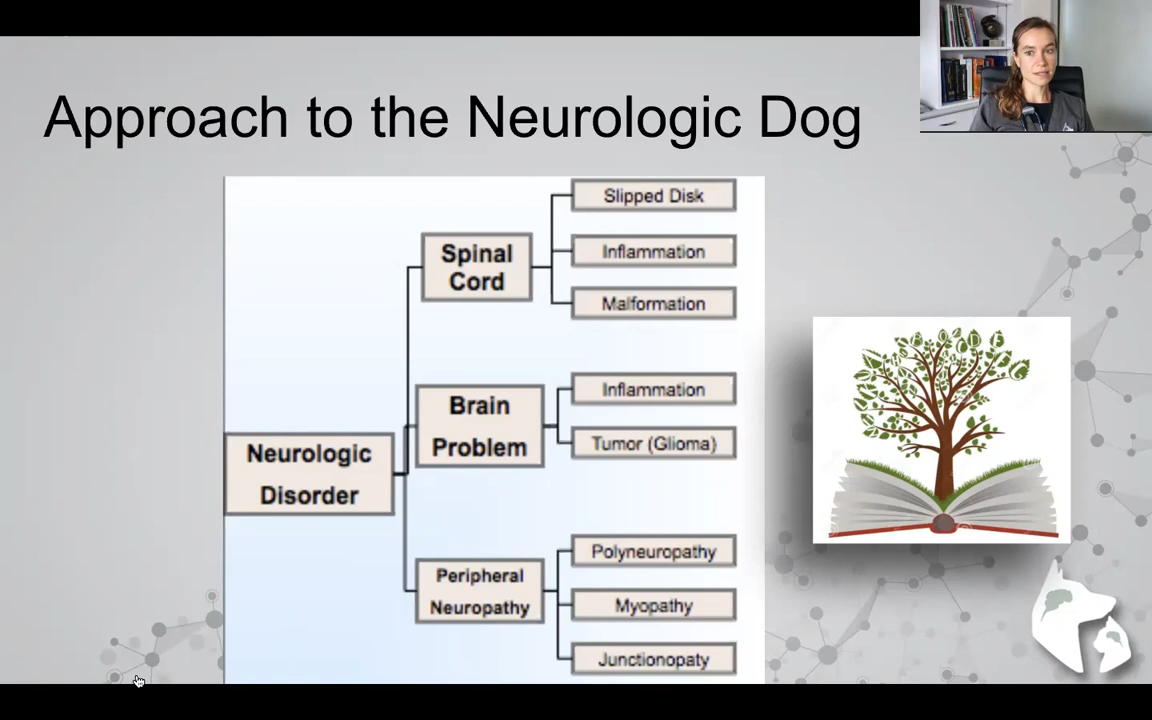 Approach to the Neurologic Dog
Slipped Disk
Spinal
Cord
Inflammation
Malformation
Brain
Problem
Inflammation
Tumor (Glioma)
Neurologic
Disorder
Peripheral
Neuropathy
Polyneuropathy
Myopathy
Junctionopaty